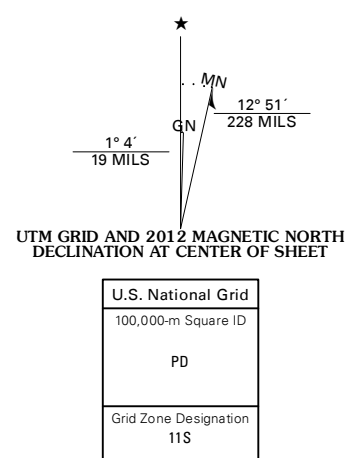 ★
MN
12° 51´
228 MILS
GN
1° 4´
19 MILS
UTM GRID AND 2012 MAGNETIC NORTH
DECLINATION AT CENTER OF SHEET
U.S. National Grid
100,000-m Square ID
PD
Grid Zone Designation
11S